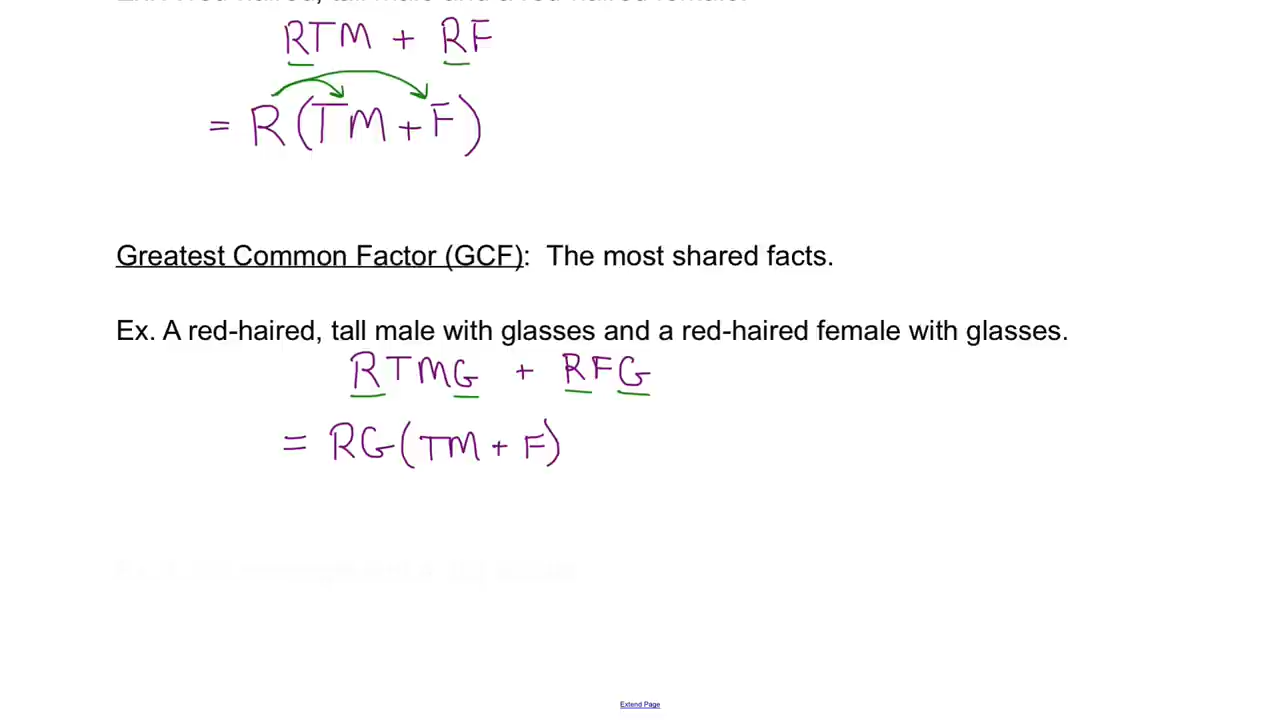 RTM + RF
= R(TM + F)
Greatest Common Factor (GCF): The most shared facts.
Ex. A red-haired, tall male with glasses and a red-haired female with glasses.
RTMG + RFG
= RG(TM + F)
Extend Page